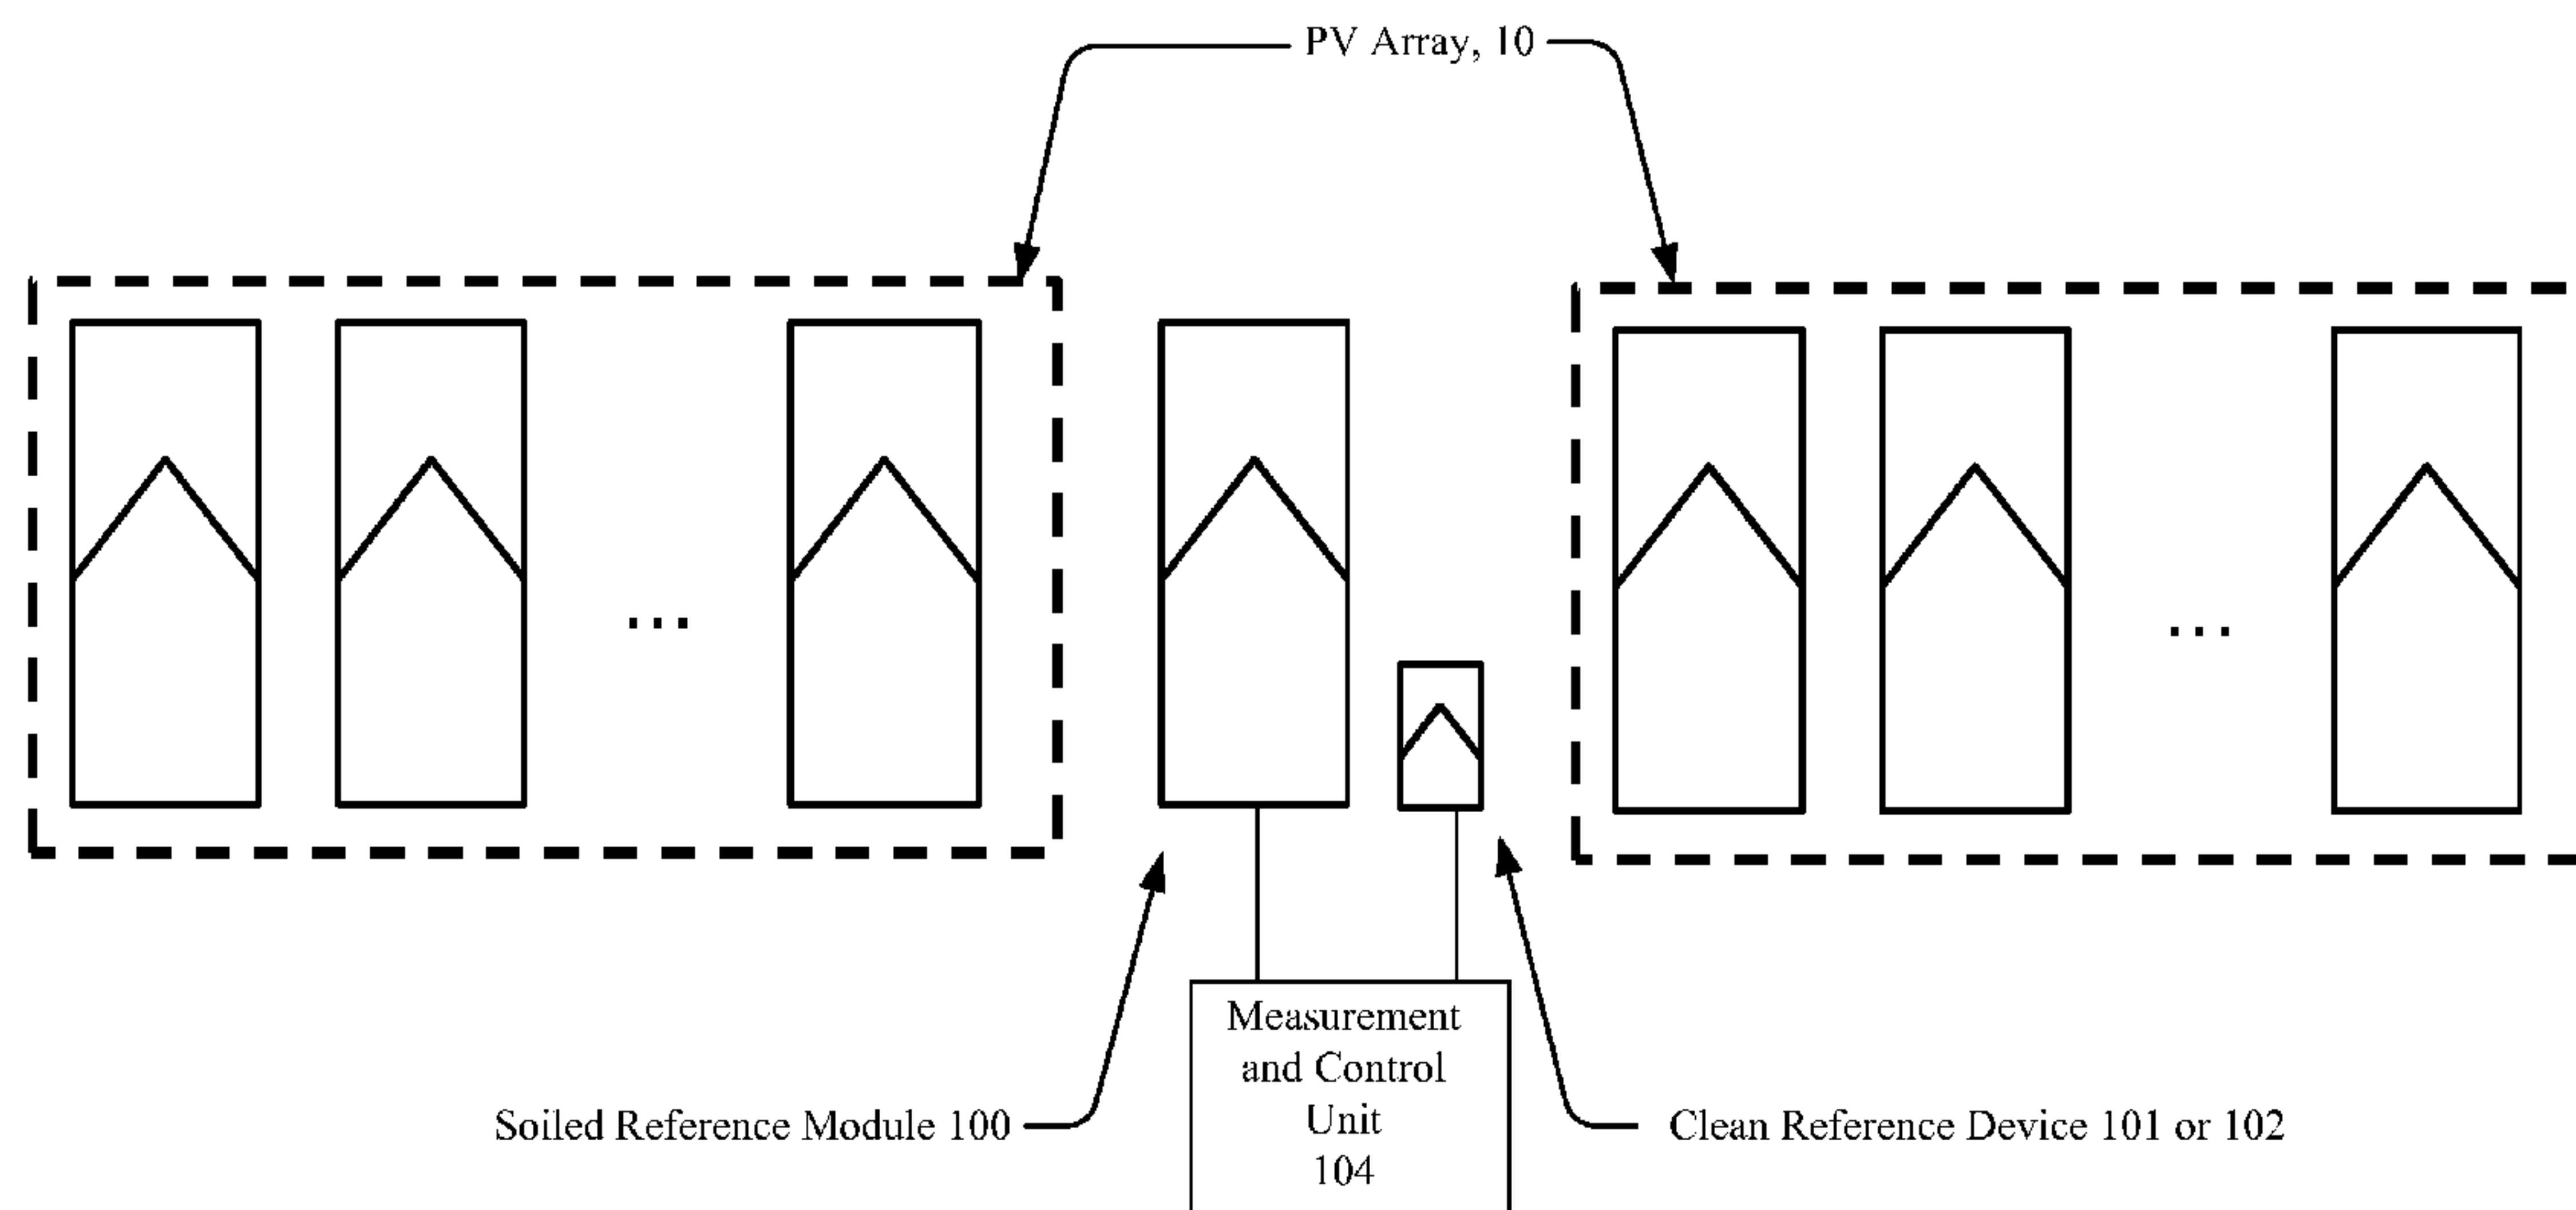 PV Array, 10
...
...
Measurement
and Control
Unit
104
Soiled Reference Module 100
Clean Reference Device 101 or 102